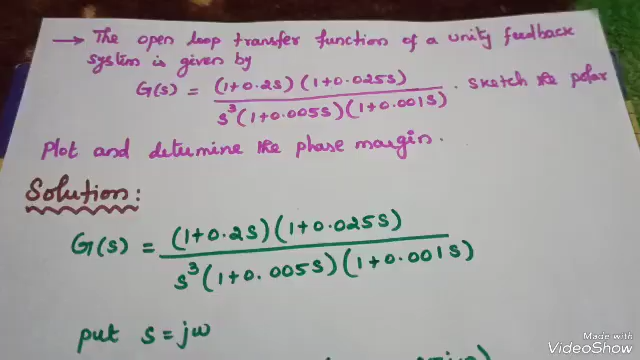 → The open loop transfer function of a unity feedback
system is given by
G(s) = (1+0.2s) (1+0.025s) / s³(1+0.005s)(1+0.001s) . sketch the polar
plot and determine the phase margin.
Solution:
G(s) = (1+0.2s)(1+0.025s) / s³(1+0.005s)(1+0.001s)
put s = jω
Made with
VideoShow